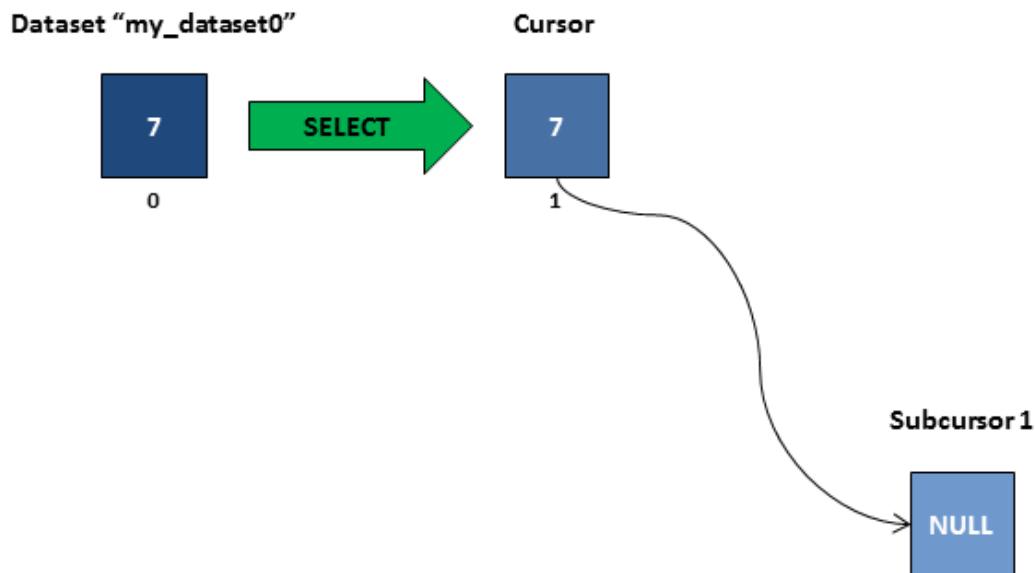 Dataset “my_dataset0”
Cursor
7
SELECT
7
0
1
Subcursor 1
NULL